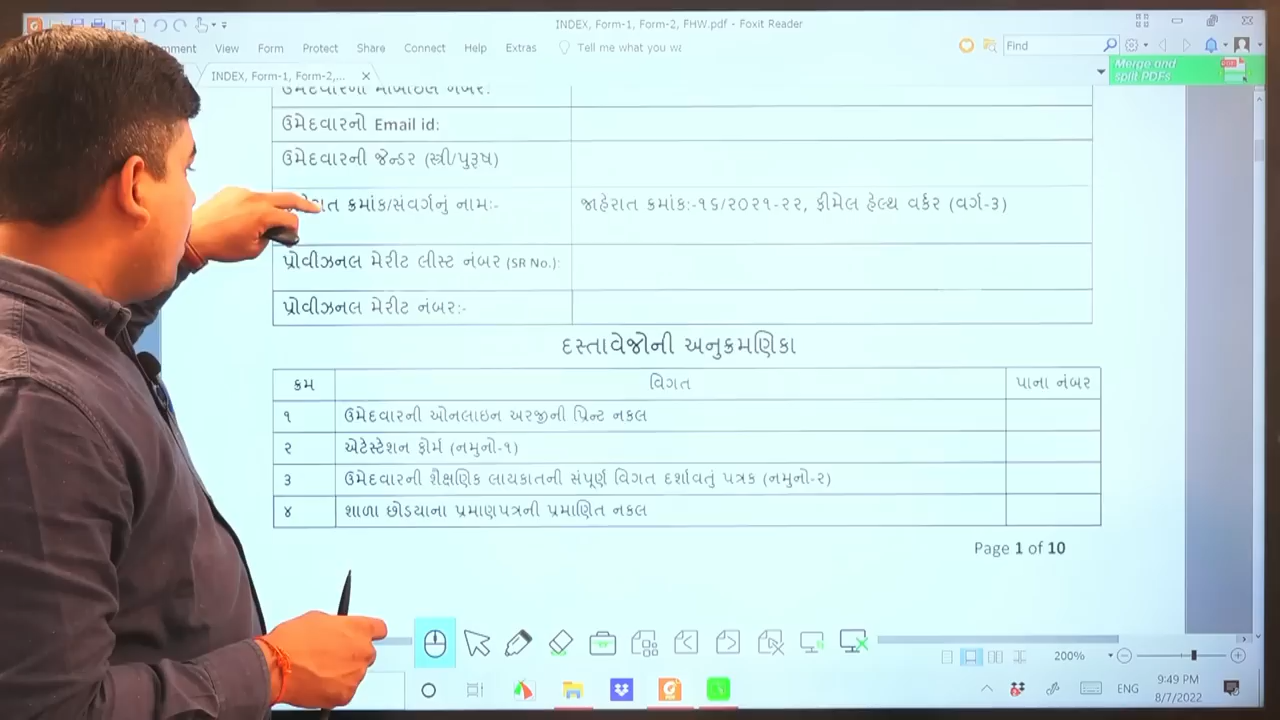 INDEX, Form-1, Form-2, FHW.pdf - Foxit Reader
View Form Protect Share Connect Help Extras Tell me what you w Find
INDEX, Form-1, Form-2,...
Merge and
split PDFs
ઉમેદવારનો મોબાઇલ નંબર:
ઉમેદવારનો Email id:
ઉમેદવારની જેન્ડર (સ્ત્રી/પુરૂષ)
ક્રમાંક/સંવર્ગનું નામ:- જાહેરાત ક્રમાંક:-૧૬/૨૦૨૧-૨૨, ફીમેલ હેલ્થ વર્કર (વર્ગ-૩)
પ્રોવીઝનલ મેરીટ લીસ્ટ નંબર (SR No.):
પ્રોવીઝનલ મેરીટ નંબર:-
દસ્તાવેજોની અનુક્રમણિકા
ક્રમ વિગત પાના નંબર
૧ ઉમેદવારની ઓનલાઇન અરજીની પ્રિન્ટ નકલ
૨ એટેસ્ટેશન ફોર્મ (નમુનો-૧)
૩ ઉમેદવારની શૈક્ષણિક લાયકાતની સંપૂર્ણ વિગત દર્શાવતું પત્રક (નમુનો-૨)
૪ શાળા છોડયાના પ્રમાણપત્રની પ્રમાણિત નકલ
Page 1 of 10
200%
ENG
9:49 PM
8/7/2022